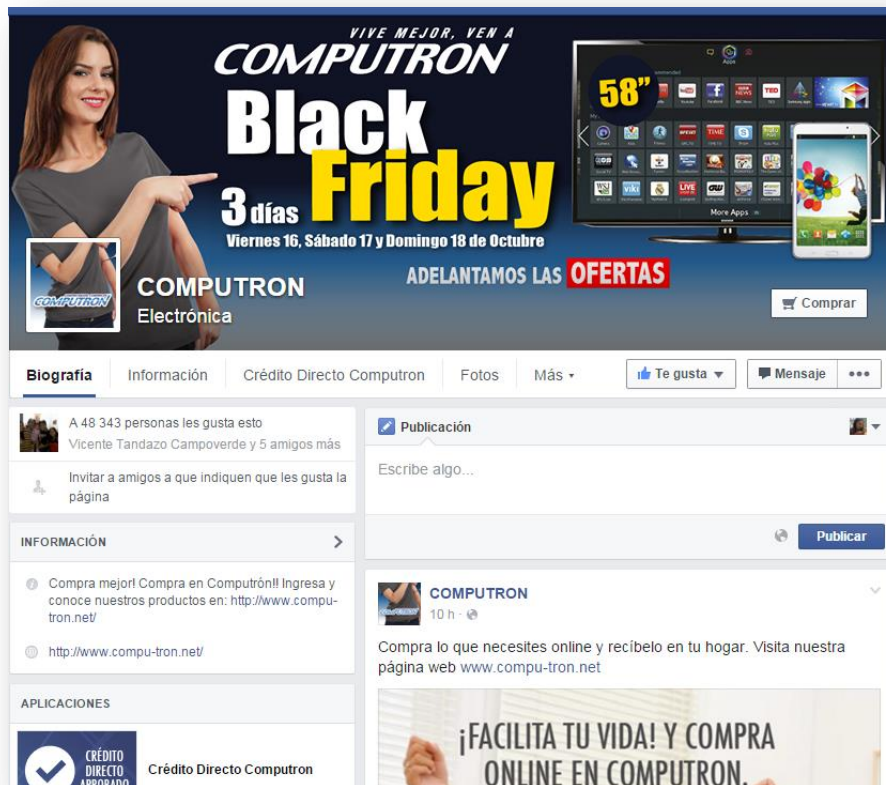 VIVE MEJOR, VEN A
COMPUTRON
Black
Friday
3 días
Viernes 16, Sábado 17 y Domingo 18 de Octubre
ADELANTAMOS LAS OFERTAS
58”
Apps
More Apps
COMPUTRON
COMPUTRON
Electrónica
Comprar
Biografía Información Crédito Directo Computron Fotos Más
Te gusta Mensaje
A 48 343 personas les gusta esto
Vicente Tandazo Campoverde y 5 amigos más
Invitar a amigos a que indiquen que les gusta la
página
INFORMACIÓN
Compra mejor! Compra en Computrón!! Ingresa y
conoce nuestros productos en: http://www.compu-
tron.net/
http://www.compu-tron.net/
APLICACIONES
CRÉDITO
DIRECTO
APROBADO
Crédito Directo Computron
Publicación
Escribe algo...
Publicar
COMPUTRON
10 h ·
Compra lo que necesites online y recíbelo en tu hogar. Visita nuestra
página web www.compu-tron.net
¡FACILITA TU VIDA! Y COMPRA
ONLINE EN COMPUTRON.